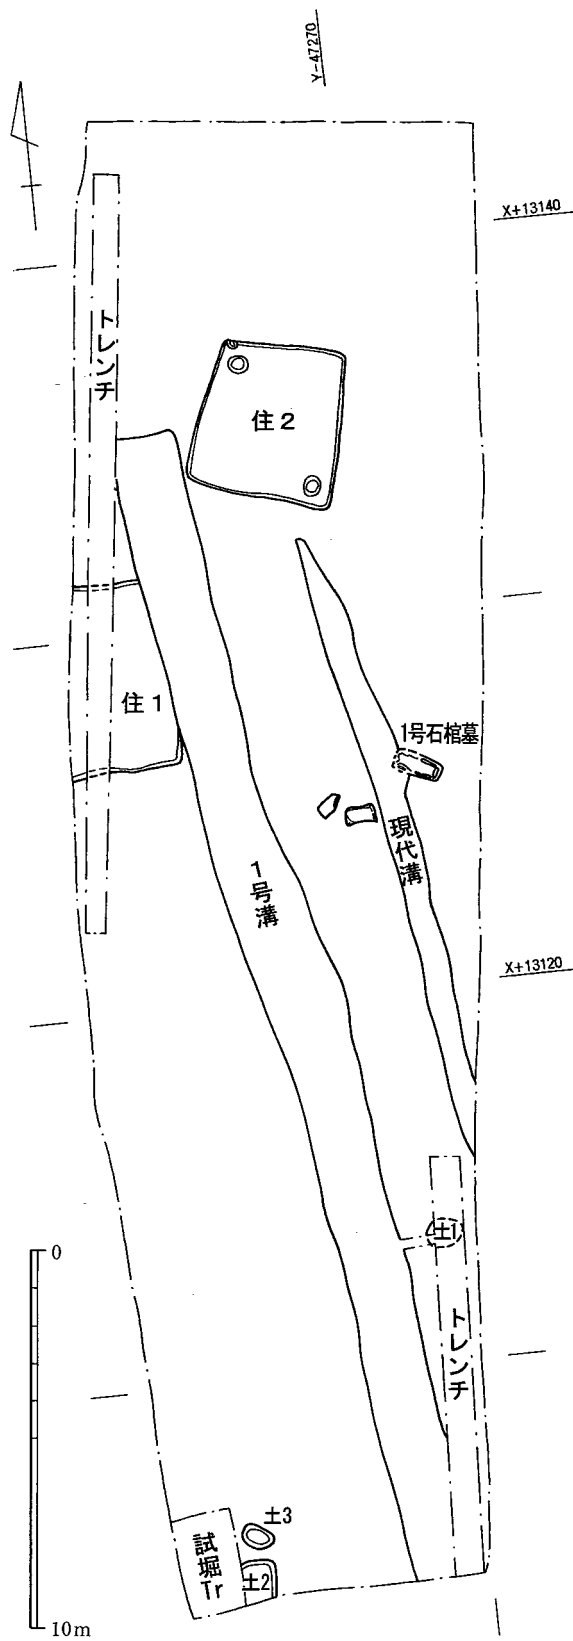 Y-47270
X+13140
トレンチ
住2
住1
1号石棺墓
現代溝
1号溝
X+13120
土1
0
トレンチ
土3
試堀Tr
土2
10m